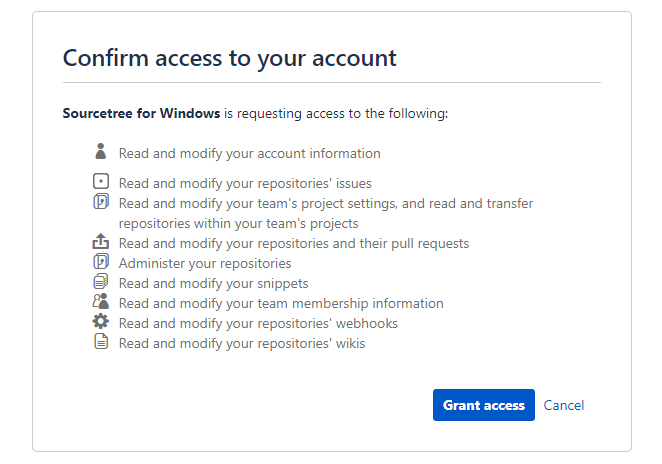 Confirm access to your account
Sourcetree for Windows is requesting access to the following:
Read and modify your account information
Read and modify your repositories' issues
Read and modify your team's project settings, and read and transfer
repositories within your team's projects
Read and modify your repositories and their pull requests
Administer your repositories
Read and modify your snippets
Read and modify your team membership information
Read and modify your repositories' webhooks
Read and modify your repositories' wikis
Grant access Cancel